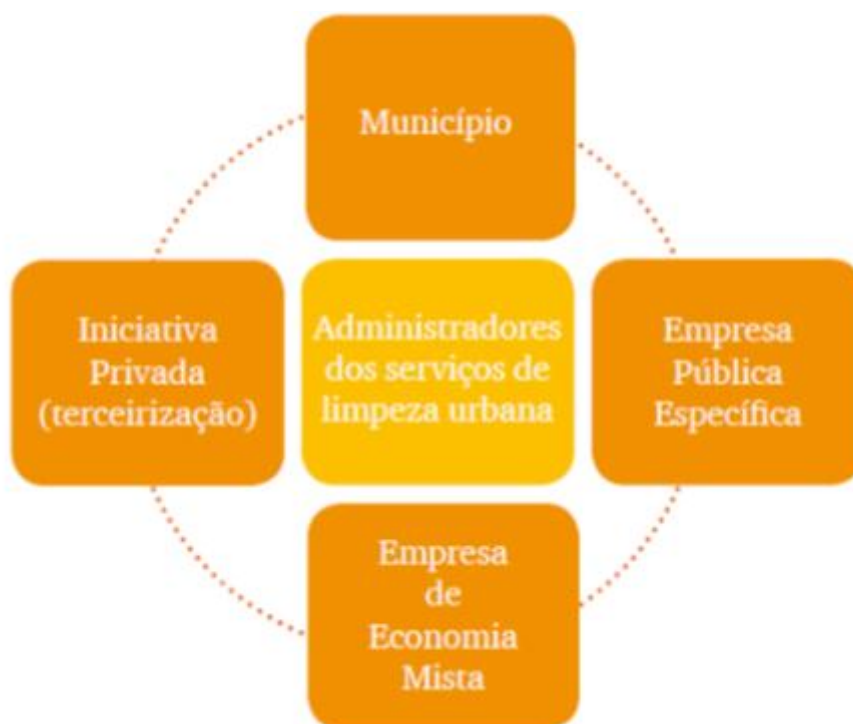 Município
Iniciativa
Privada
(terceirização)
Administradores
dos serviços de
limpeza urbana
Empresa
Pública
Específica
Empresa
de
Economia
Mista